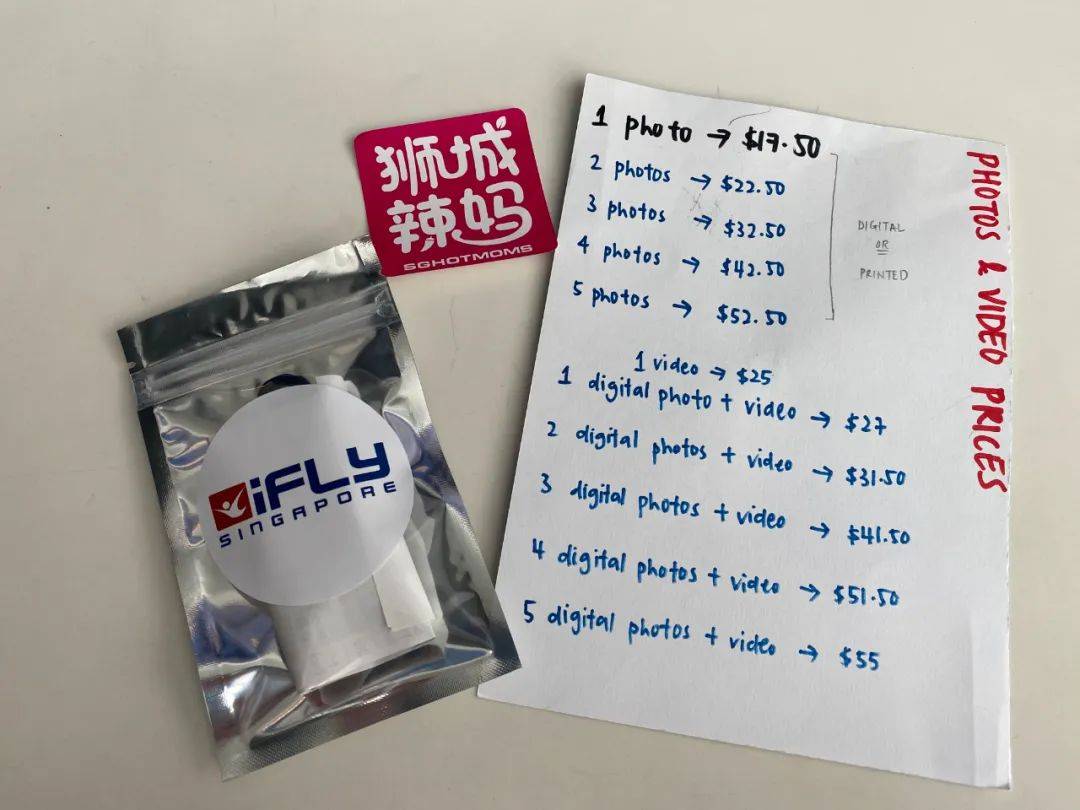 狮城
辣妈
SGHOTMOMS
iFLY
SINGAPORE
PHOTOS & VIDEO PRICES
1 photo → $17.50
2 photos → $22.50
3 photos → $32.50
4 photos → $42.50
5 photos → $52.50
DIGITAL
OR
PRINTED
1 video → $25
1 digital photo + video → $27
2 digital photos + video → $31.50
3 digital photos + video → $41.50
4 digital photos + video → $51.50
5 digital photos + video → $55